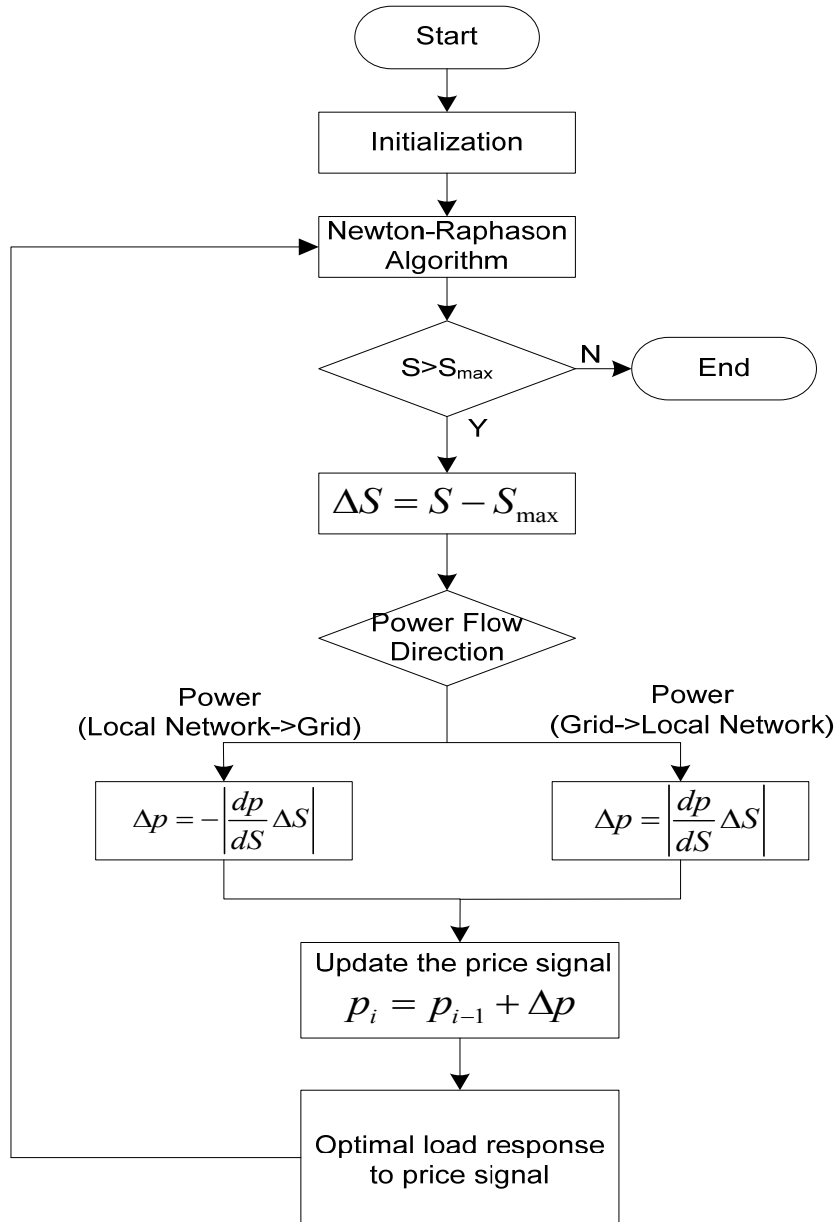 Start
Initialization
Newton-Raphason
Algorithm
S>Smax
N
End
Y
ΔS = S − Smax
Power Flow
Direction
Power
(Local Network->Grid)
Power
(Grid->Local Network)
Δp = −|dp/dS ΔS|
Δp = |dp/dS ΔS|
Update the price signal
pᵢ = pᵢ₋₁ + Δp
Optimal load response
to price signal